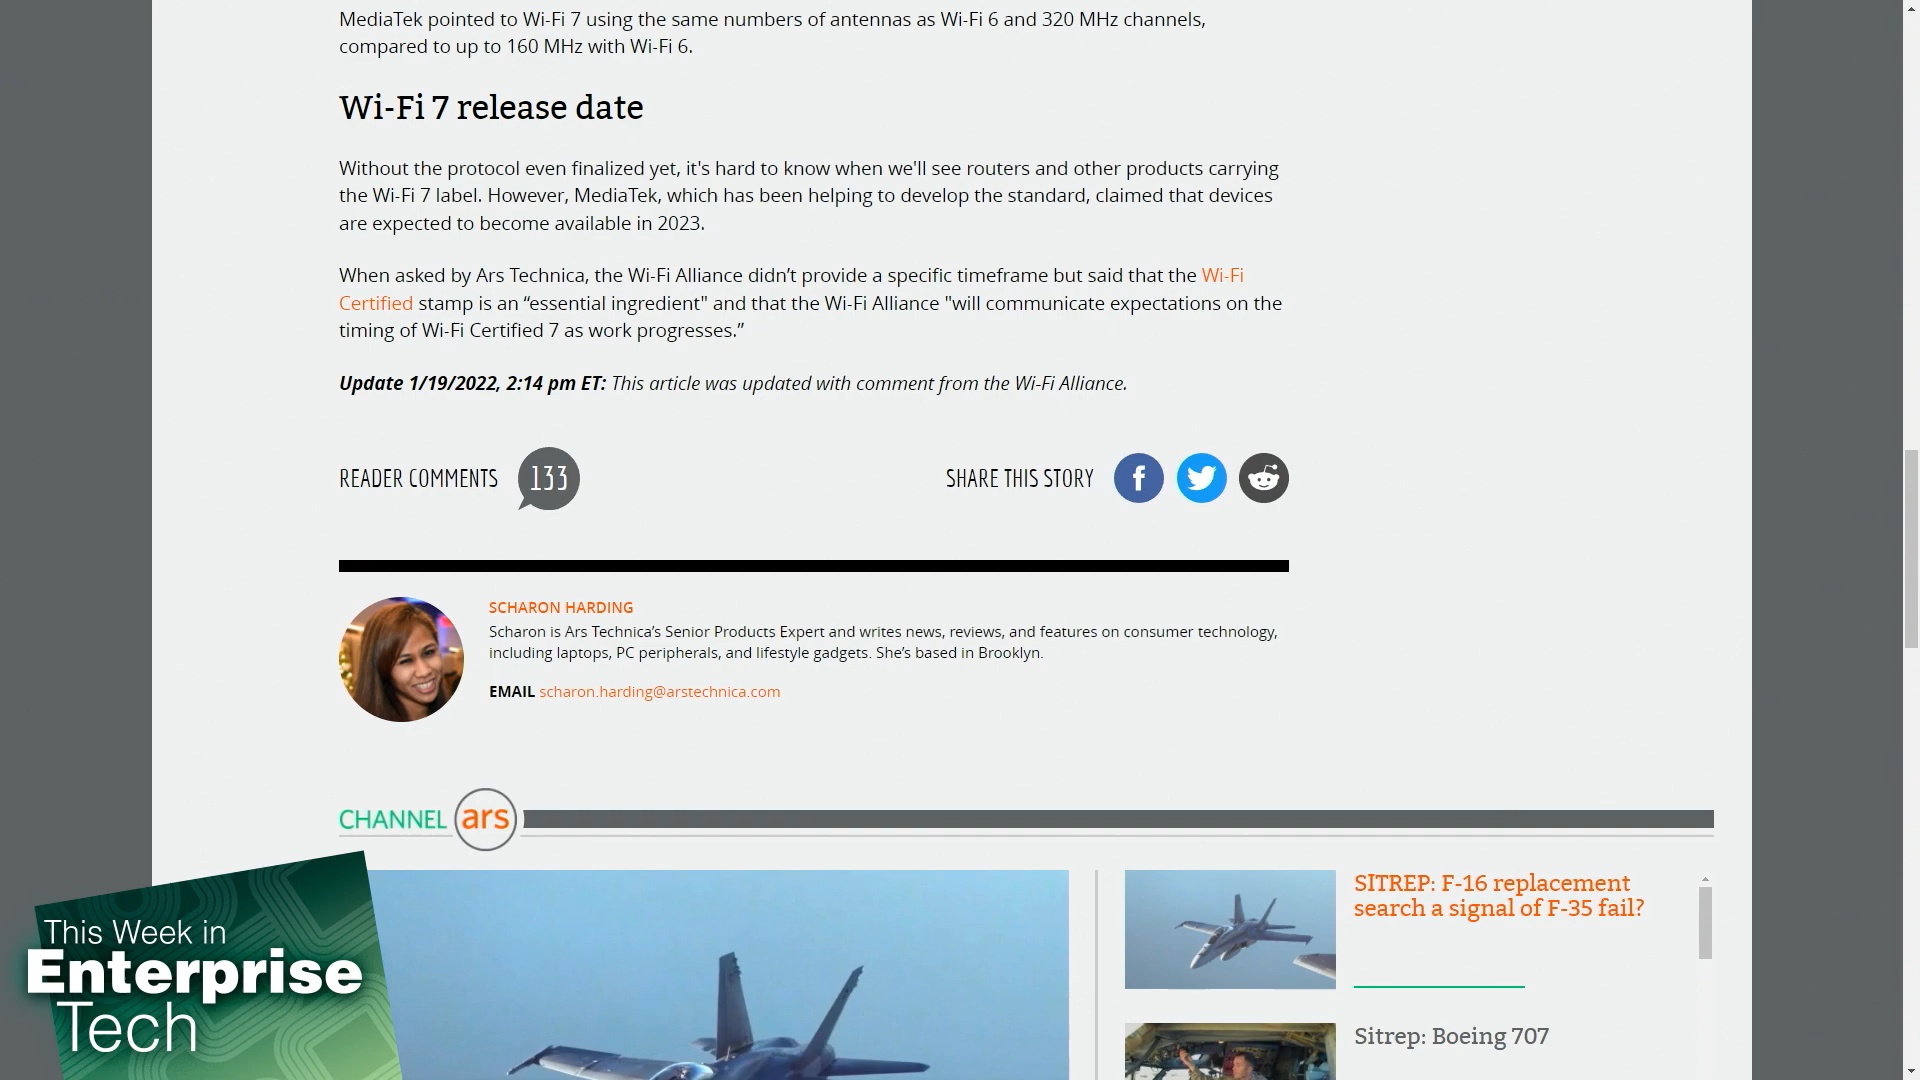 MediaTek pointed to Wi-Fi 7 using the same numbers of antennas as Wi-Fi 6 and 320 MHz channels,
compared to up to 160 MHz with Wi-Fi 6.
Wi-Fi 7 release date
Without the protocol even finalized yet, it's hard to know when we'll see routers and other products carrying
the Wi-Fi 7 label. However, MediaTek, which has been helping to develop the standard, claimed that devices
are expected to become available in 2023.
When asked by Ars Technica, the Wi-Fi Alliance didn’t provide a specific timeframe but said that the Wi-Fi
Certified stamp is an “essential ingredient" and that the Wi-Fi Alliance "will communicate expectations on the
timing of Wi-Fi Certified 7 as work progresses.”
Update 1/19/2022, 2:14 pm ET: This article was updated with comment from the Wi-Fi Alliance.
READER COMMENTS 133
SHARE THIS STORY
SCHARON HARDING
Scharon is Ars Technica’s Senior Products Expert and writes news, reviews, and features on consumer technology,
including laptops, PC peripherals, and lifestyle gadgets. She’s based in Brooklyn.
EMAIL scharon.harding@arstechnica.com
CHANNEL ars
SITREP: F-16 replacement
search a signal of F-35 fail?
Sitrep: Boeing 707
This Week in
Enterprise
Tech